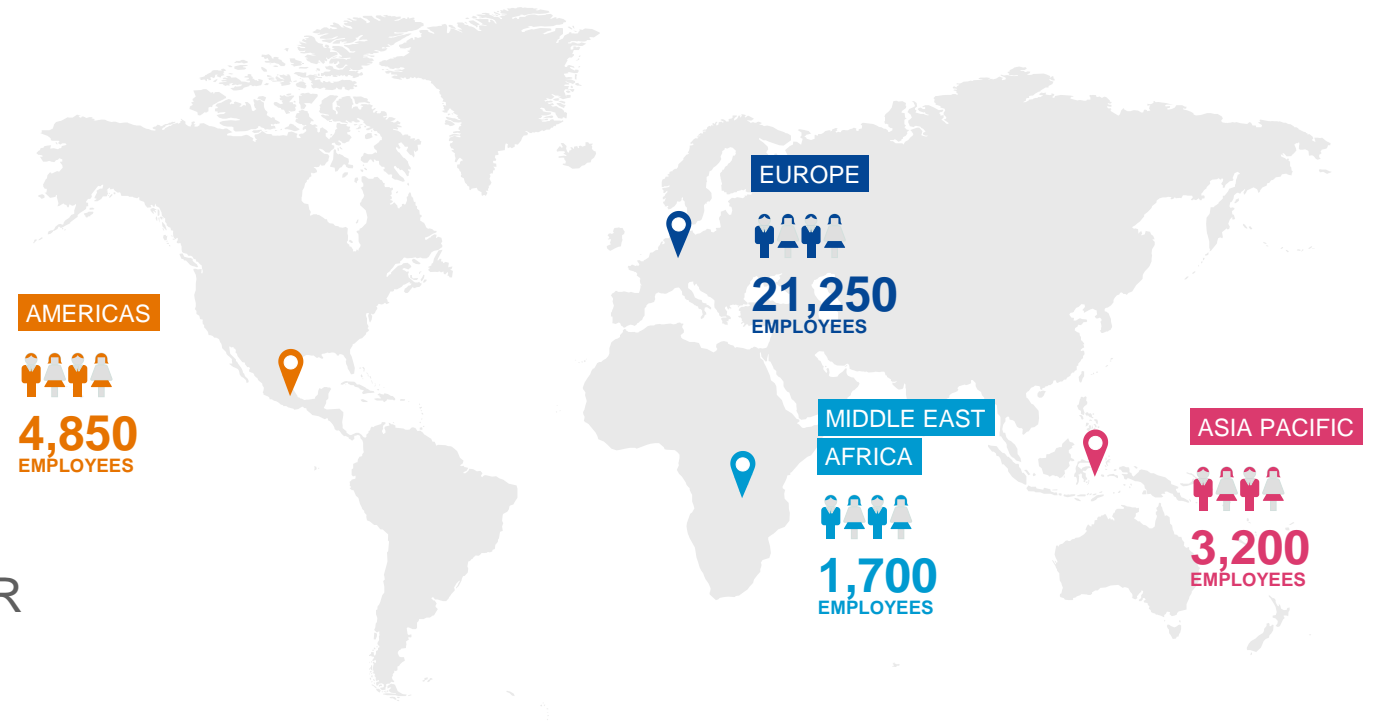 EUROPE
21,250
EMPLOYEES
AMERICAS
4,850
EMPLOYEES
MIDDLE EAST
AFRICA
1,700
EMPLOYEES
ASIA PACIFIC
3,200
EMPLOYEES
R